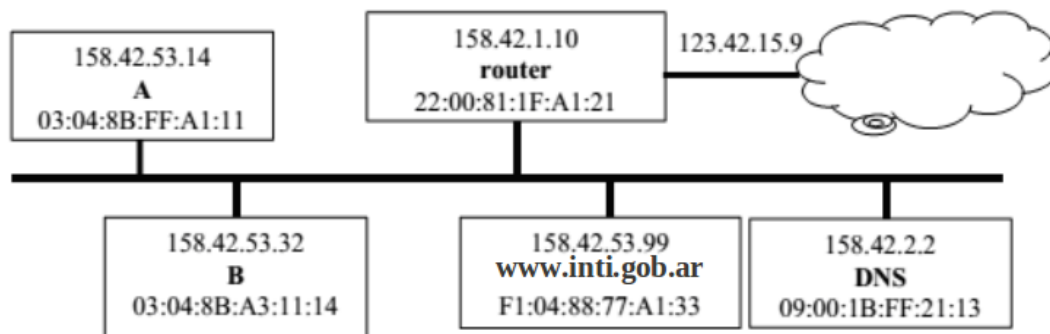 158.42.53.14
A
03:04:8B:FF:A1:11
158.42.1.10
router
22:00:81:1F:A1:21
123.42.15.9
158.42.53.32
B
03:04:8B:A3:11:14
158.42.53.99
www.inti.gob.ar
F1:04:88:77:A1:33
158.42.2.2
DNS
09:00:1B:FF:21:13